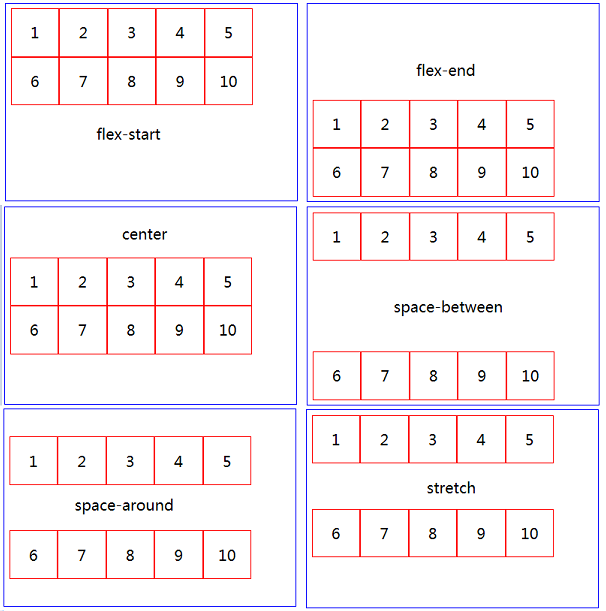 1 2 3 4 5
6 7 8 9 10
flex-start
flex-end
1 2 3 4 5
6 7 8 9 10
center
1 2 3 4 5
6 7 8 9 10
1 2 3 4 5
space-between
6 7 8 9 10
1 2 3 4 5
space-around
6 7 8 9 10
1 2 3 4 5
stretch
6 7 8 9 10